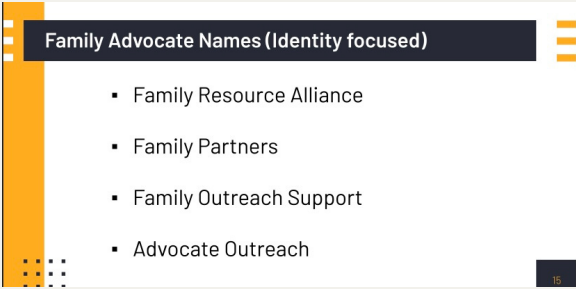 Family Advocate Names (Identity focused)
▪ Family Resource Alliance
▪ Family Partners
▪ Family Outreach Support
▪ Advocate Outreach
15